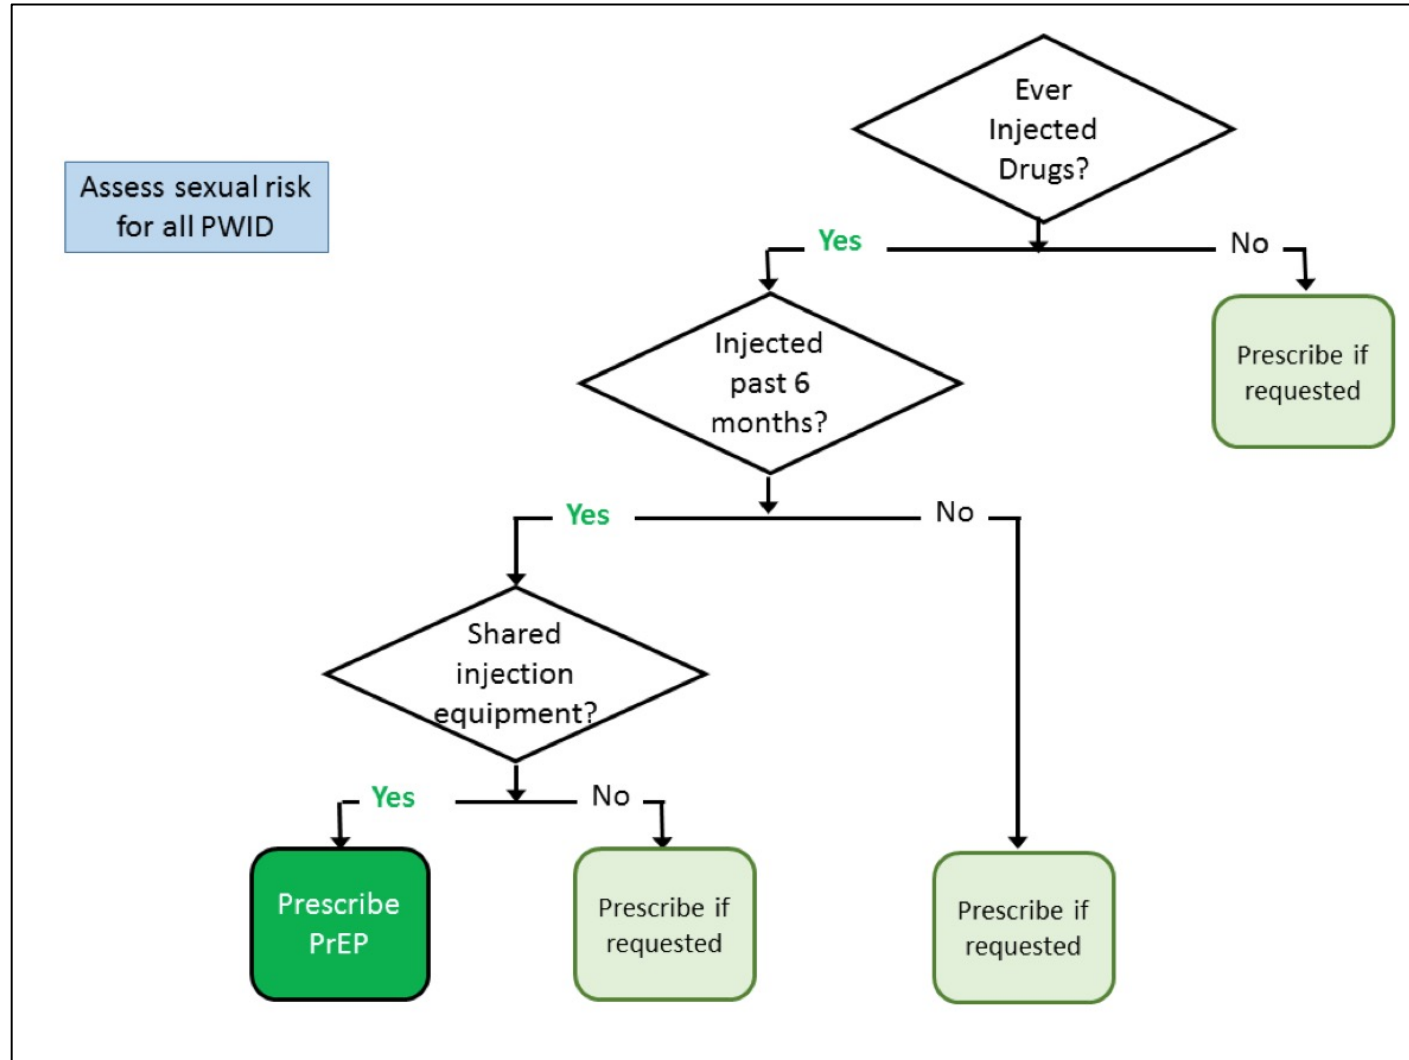 Ever
Injected
Drugs?
Assess sexual risk
for all PWID
Yes
No
Injected
past 6
months?
Prescribe if
requested
Yes
No
Shared
injection
equipment?
Yes
No
Prescribe
PrEP
Prescribe if
requested
Prescribe if
requested